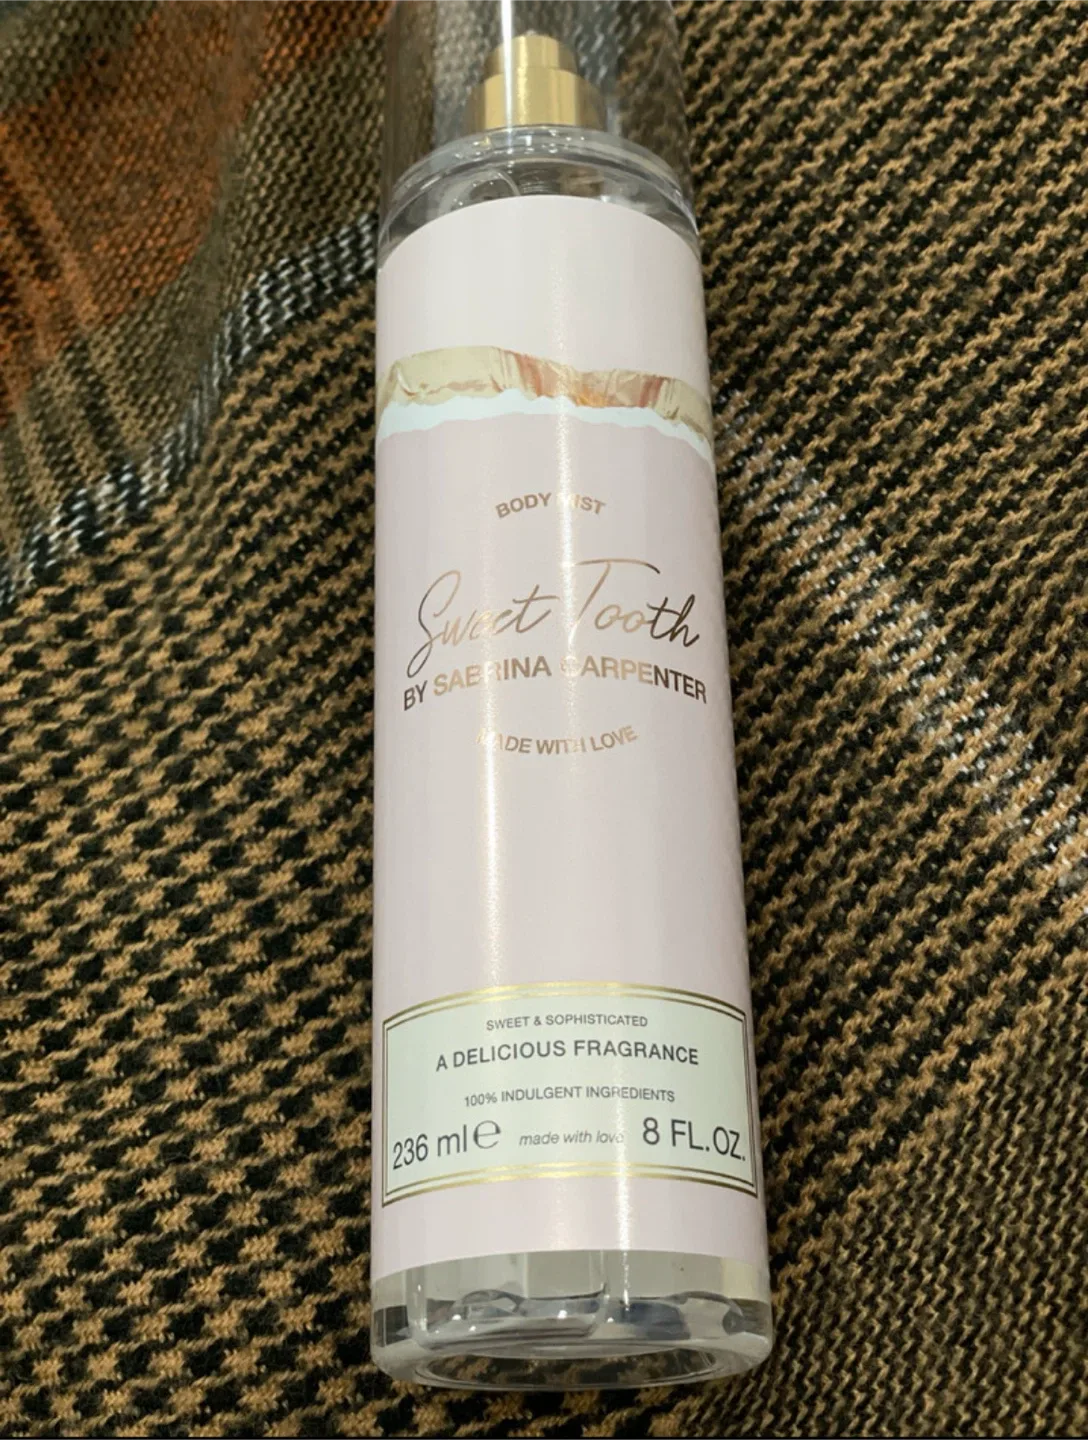 BODY MIST
Sweet Tooth
BY SABRINA CARPENTER
MADE WITH LOVE
SWEET & SOPHISTICATED
A DELICIOUS FRAGRANCE
100% INDULGENT INGREDIENTS
236 ml ℮ made with love 8 FL.OZ.